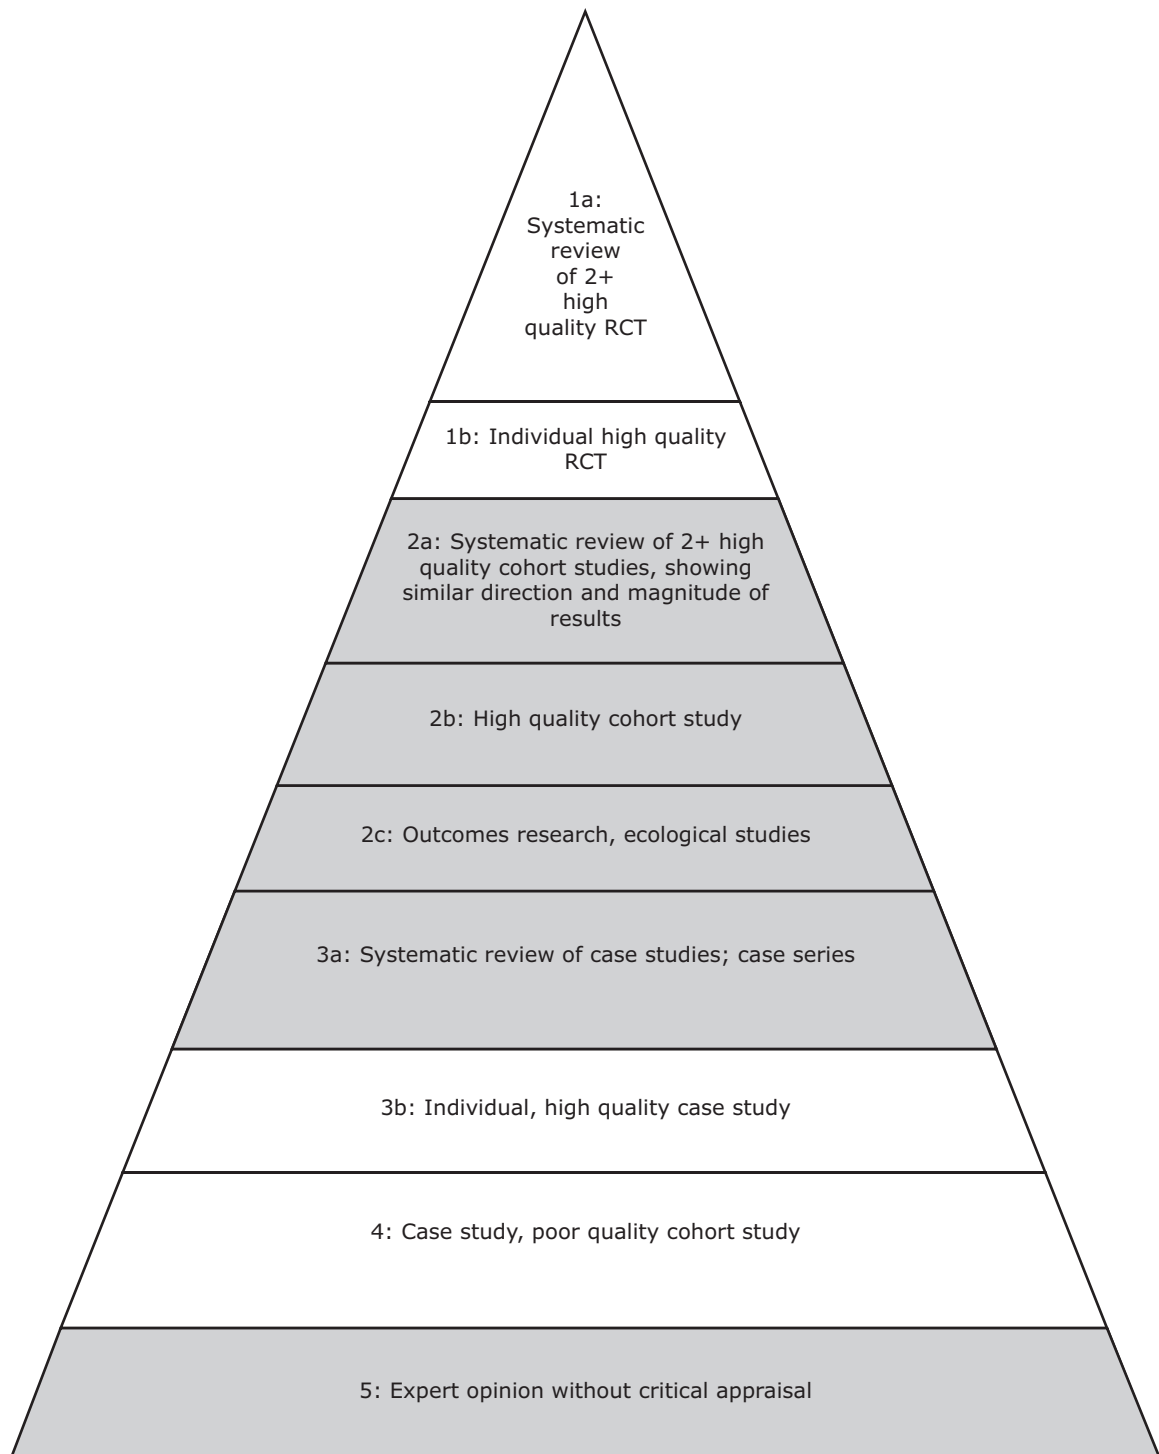 1a:
Systematic
review
of 2+
high
quality RCT
1b: Individual high quality
RCT
2a: Systematic review of 2+ high
quality cohort studies, showing
similar direction and magnitude of
results
2b: High quality cohort study
2c: Outcomes research, ecological studies
3a: Systematic review of case studies; case series
3b: Individual, high quality case study
4: Case study, poor quality cohort study
5: Expert opinion without critical appraisal